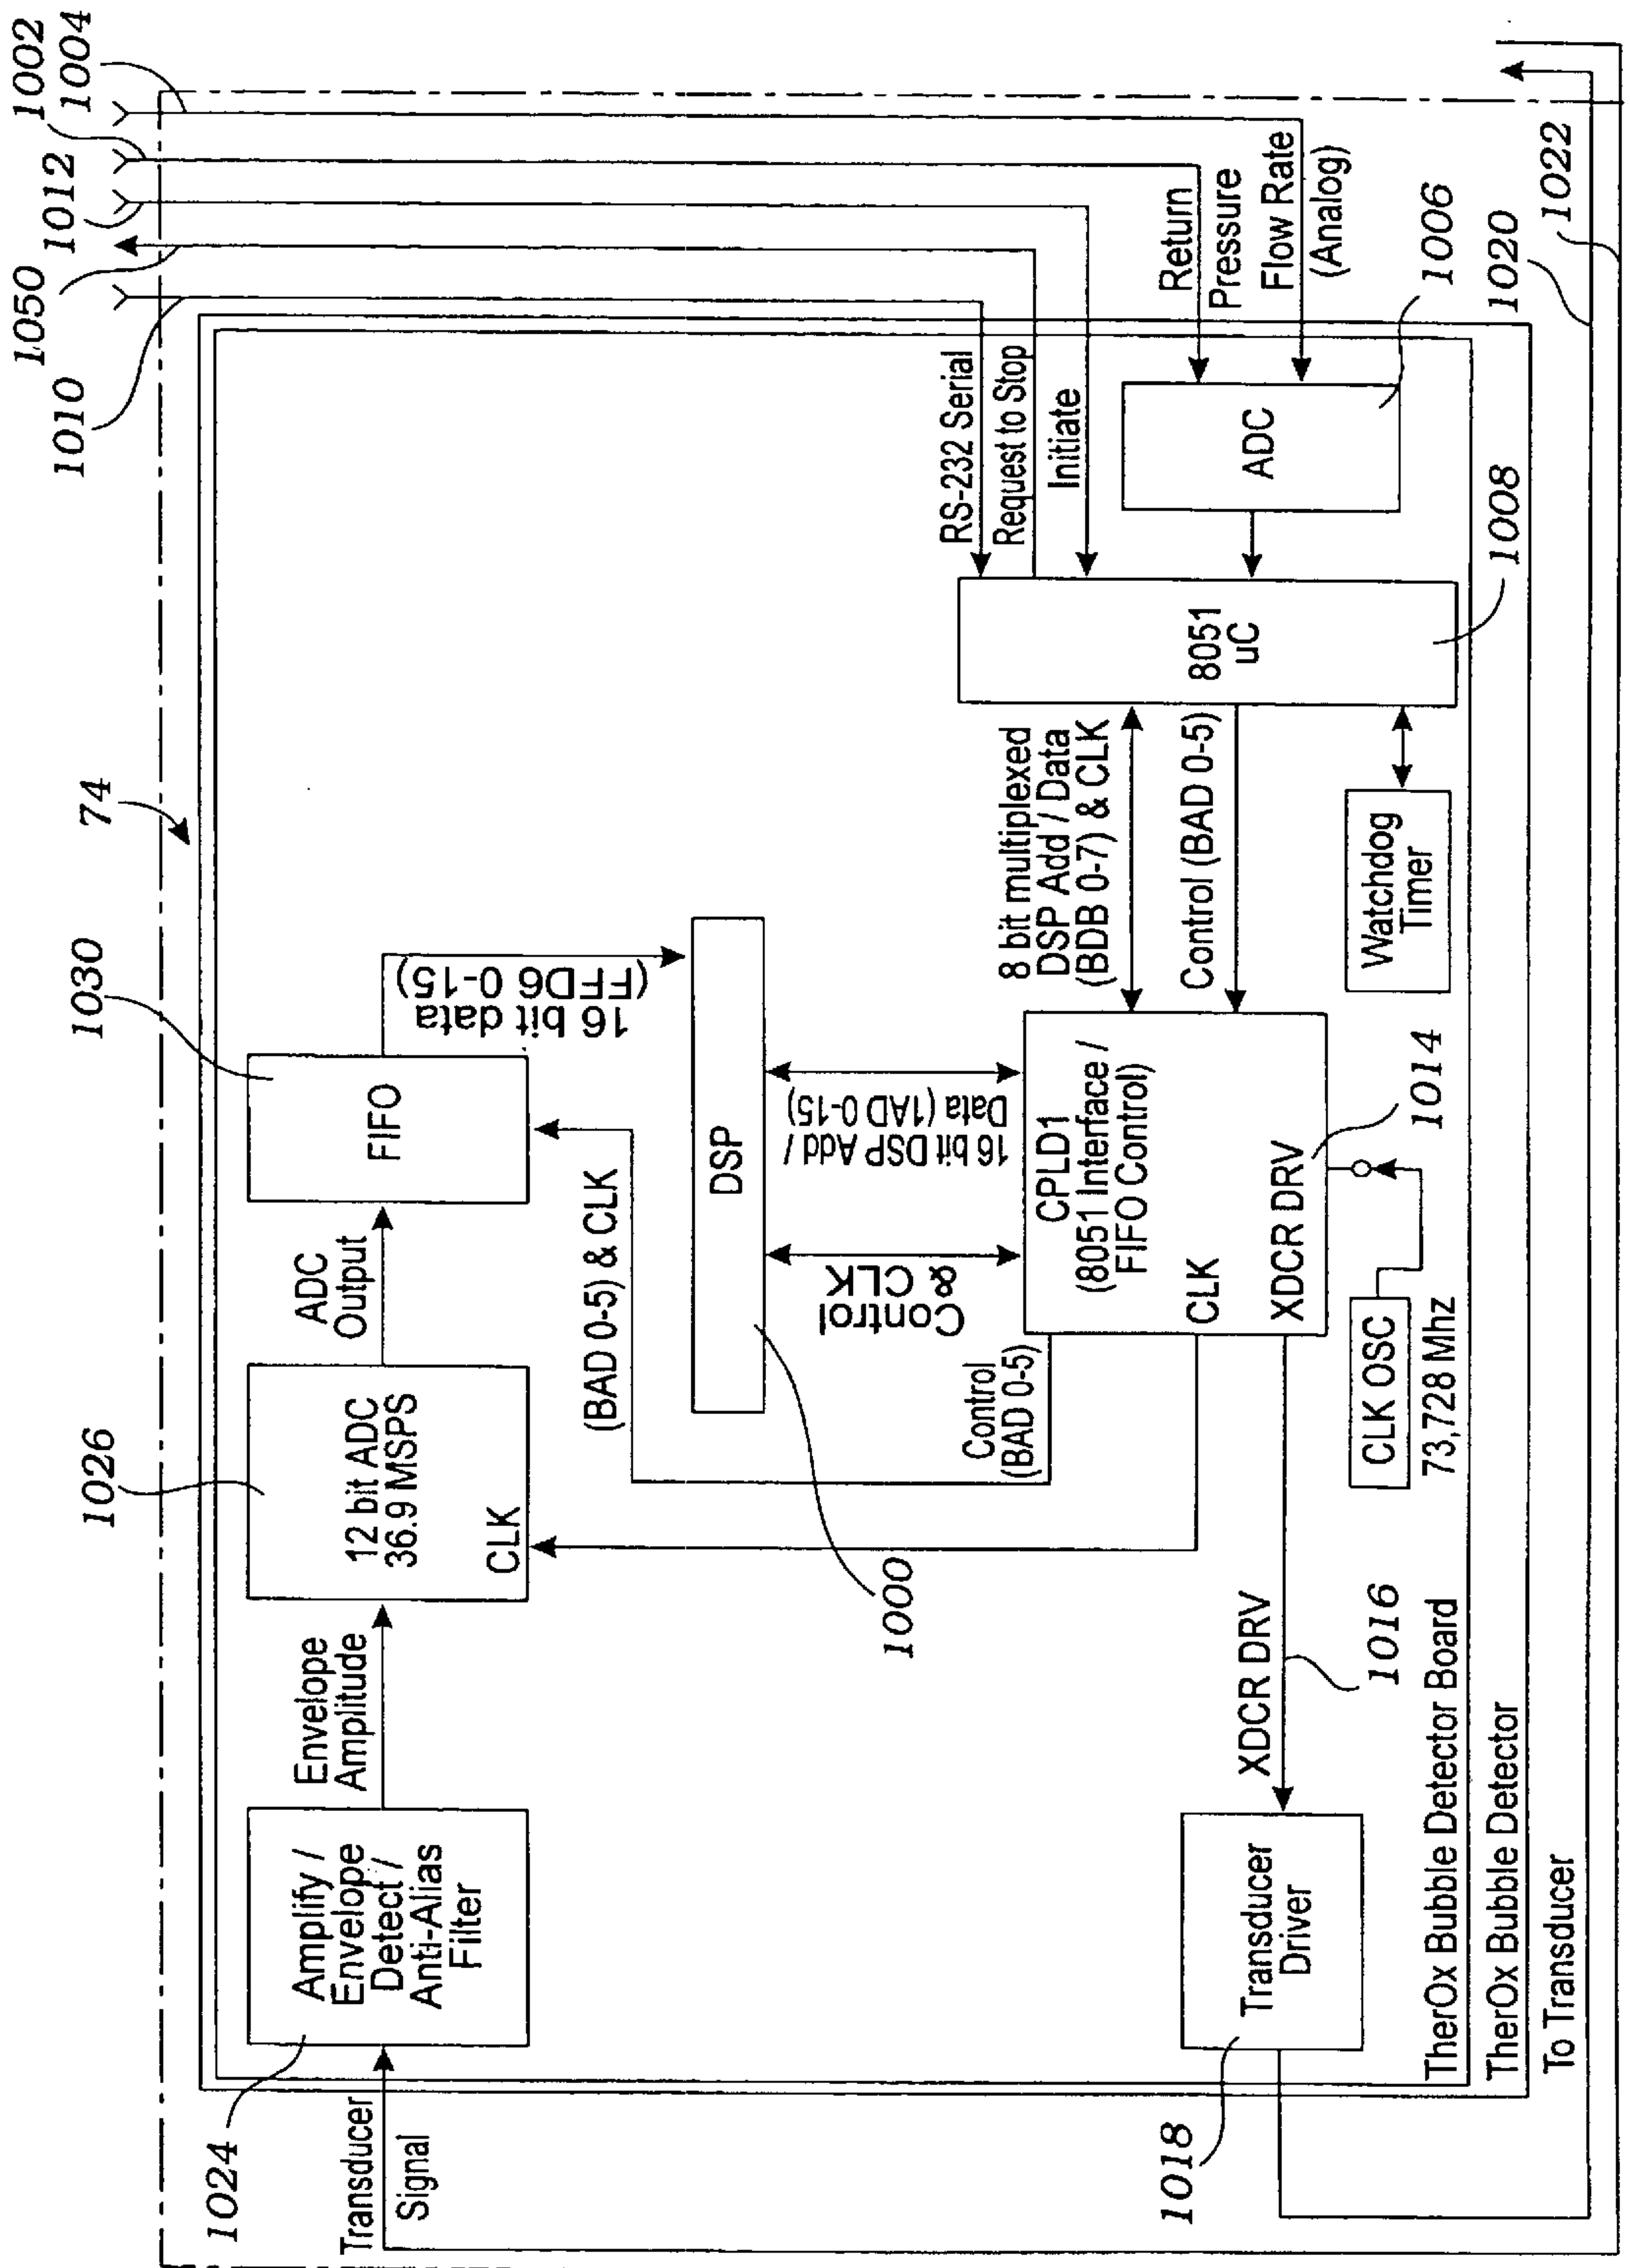 1002
1004
1012
1050
1010
74
1030
1026
1024
Transducer
Signal
Amplify /
Envelope
Detect /
Anti-Alias
Filter
Envelope
Amplitude
12 bit ADC
36.9 MSPS
CLK
ADC
Output
FIFO
16 bit data
(FFD6 0-15)
(BAD 0-5) & CLK
DSP
1000
Control
& CLK
16 bit DSP Add /
Data (1AD 0-15)
Control
(BAD 0-5)
CPLD1
(8051 Interface /
FIFO Control)
CLK
XDCR DRV
1014
8 bit multiplexed
DSP Add / Data
(BDB 0-7) & CLK
Control (BAD 0-5)
8051
uC
1008
RS-232 Serial
Request to Stop
Initiate
Return
Pressure
Flow Rate
(Analog)
ADC
1006
Watchdog
Timer
CLK OSC
73,728 Mhz
XDCR DRV
1016
Transducer
Driver
1018
TherOx Bubble Detector Board
TherOx Bubble Detector
To Transducer
1020
1022